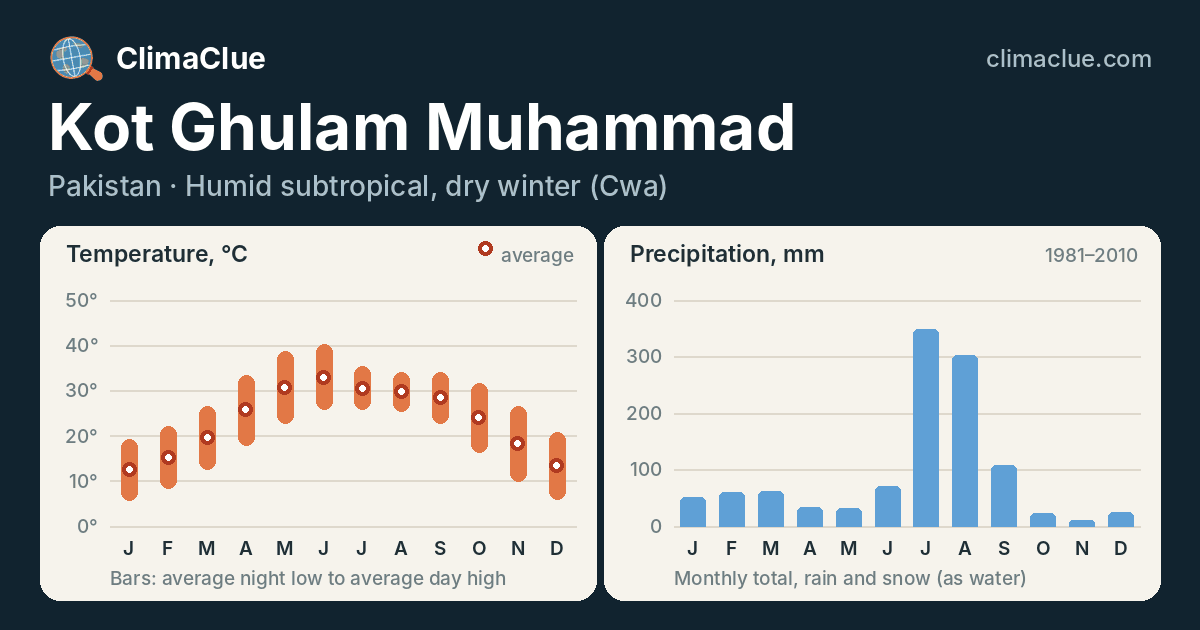 ClimaClue
climaclue.com
Kot Ghulam Muhammad
Pakistan · Humid subtropical, dry winter (Cwa)
Temperature, °C
average
50°
40°
30°
20°
10°
0°
J F M A M J J A S O N D
Bars: average night low to average day high
Precipitation, mm
1981–2010
400
300
200
100
0
J F M A M J J A S O N D
Monthly total, rain and snow (as water)